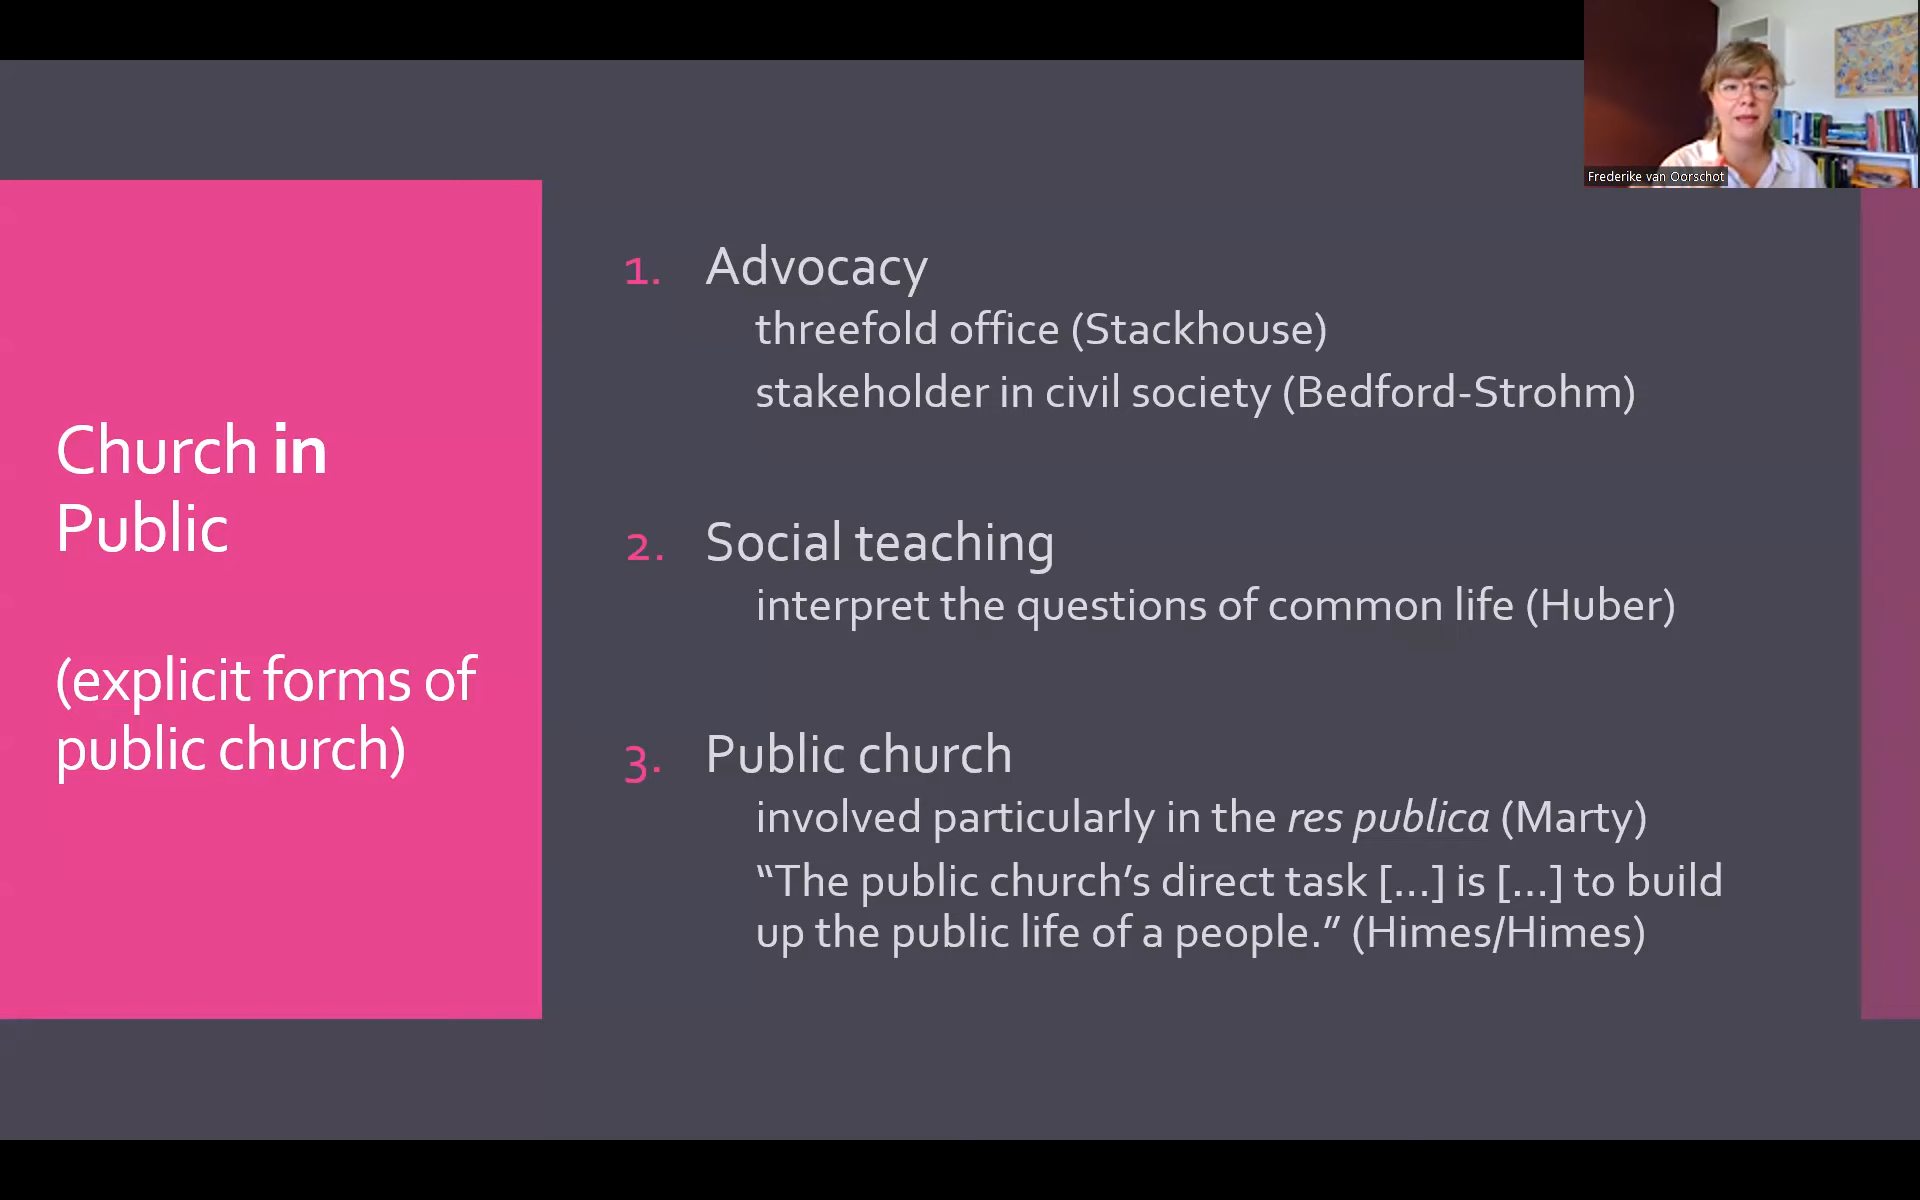 Frederike van Oorschot
Church in
Public
(explicit forms of
public church)
1. Advocacy
threefold office (Stackhouse)
stakeholder in civil society (Bedford-Strohm)
2. Social teaching
interpret the questions of common life (Huber)
3. Public church
involved particularly in the res publica (Marty)
“The public church’s direct task [...] is [...] to build
up the public life of a people.” (Himes/Himes)